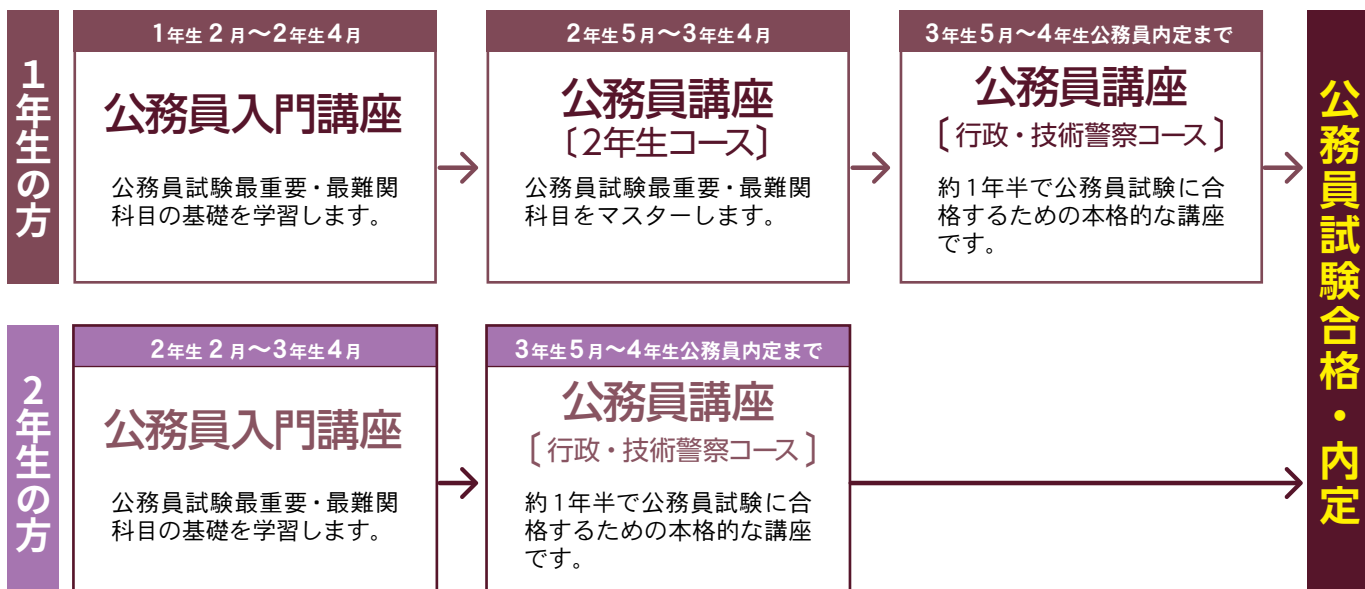 1年生の方
1年生2月〜2年生4月
公務員入門講座
公務員試験最重要・最難関
科目の基礎を学習します。
2年生5月〜3年生4月
公務員講座
〔2年生コース〕
公務員試験最重要・最難関
科目をマスターします。
3年生5月〜4年生公務員内定まで
公務員講座
〔行政・技術警察コース〕
約1年半で公務員試験に合
格するための本格的な講座
です。
2年生の方
2年生2月〜3年生4月
公務員入門講座
公務員試験最重要・最難関
科目の基礎を学習します。
3年生5月〜4年生公務員内定まで
公務員講座
〔行政・技術警察コース〕
約1年半で公務員試験に合
格するための本格的な講座
です。
公務員試験合格・内定